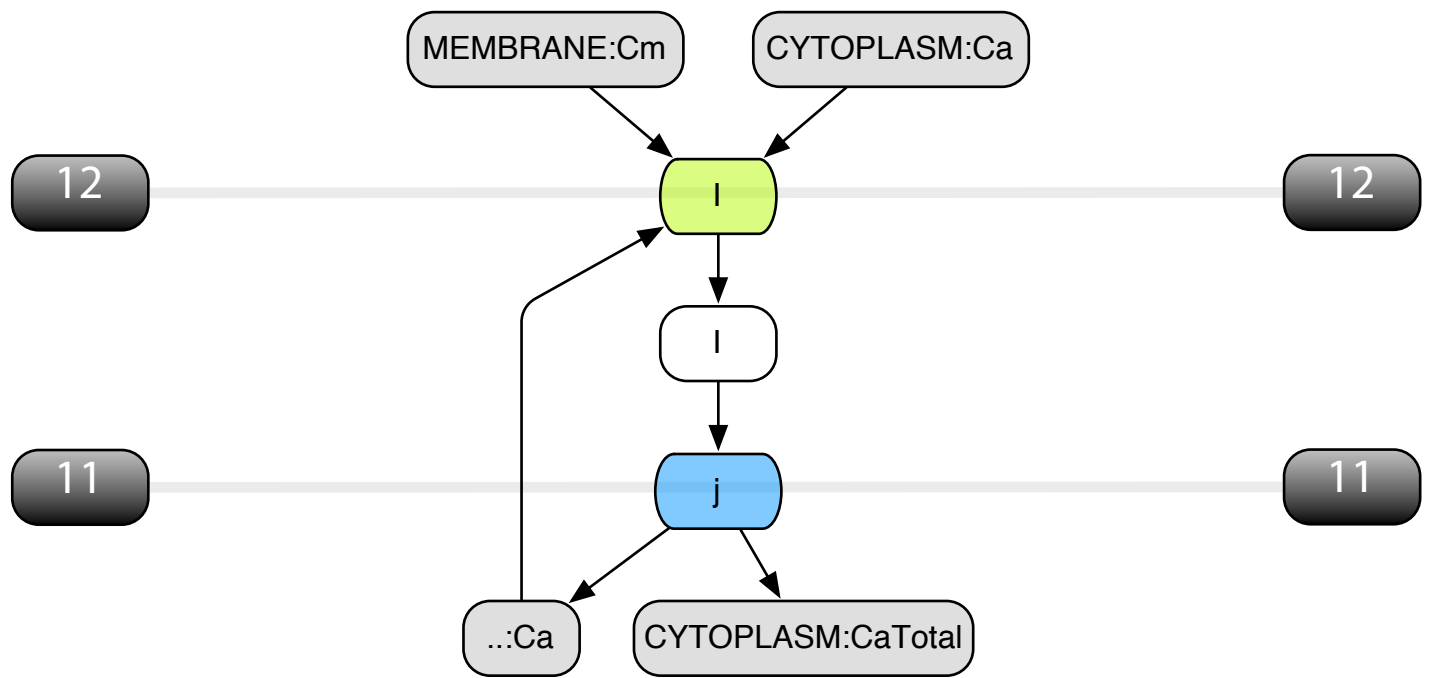 MEMBRANE:Cm
CYTOPLASM:Ca
12
I
12
I
11
j
11
..:Ca
CYTOPLASM:CaTotal